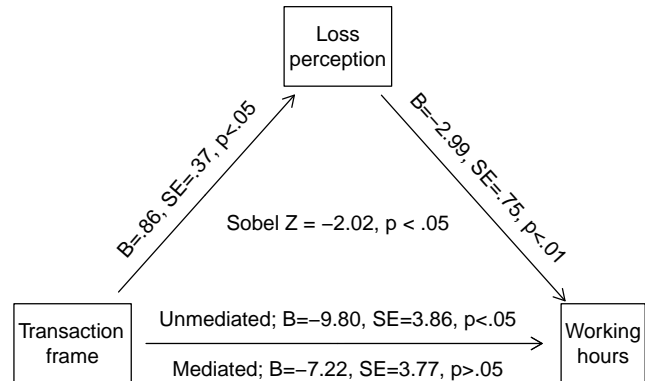 Loss
perception
B=.86, SE=.37, p<.05
B=−2.99, SE=.75, p<.01
Sobel Z = −2.02, p < .05
Transaction
frame
Unmediated; B=−9.80, SE=3.86, p<.05
Mediated; B=−7.22, SE=3.77, p>.05
Working
hours